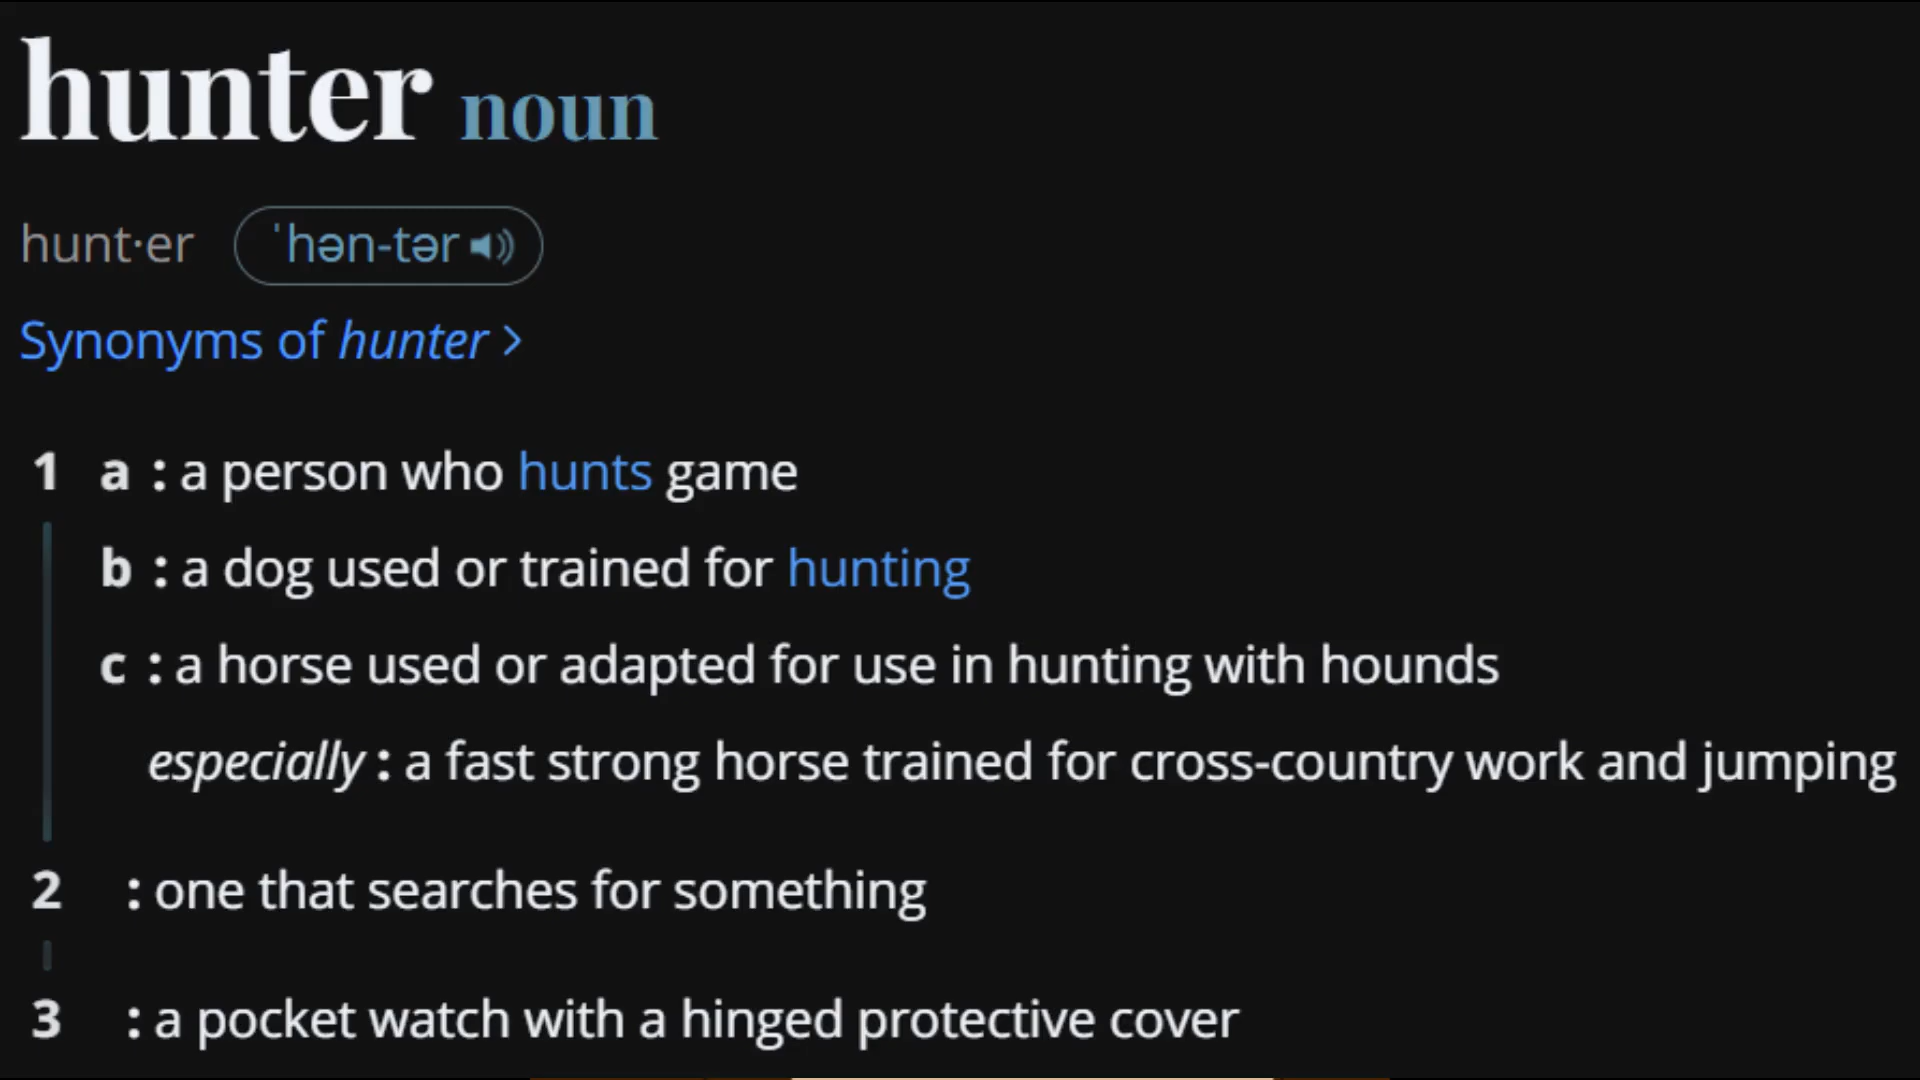 hunter noun
hunt·er ˈhən-tər
Synonyms of hunter >
1 a : a person who hunts game
b : a dog used or trained for hunting
c : a horse used or adapted for use in hunting with hounds
especially : a fast strong horse trained for cross-country work and jumping
2 : one that searches for something
3 : a pocket watch with a hinged protective cover